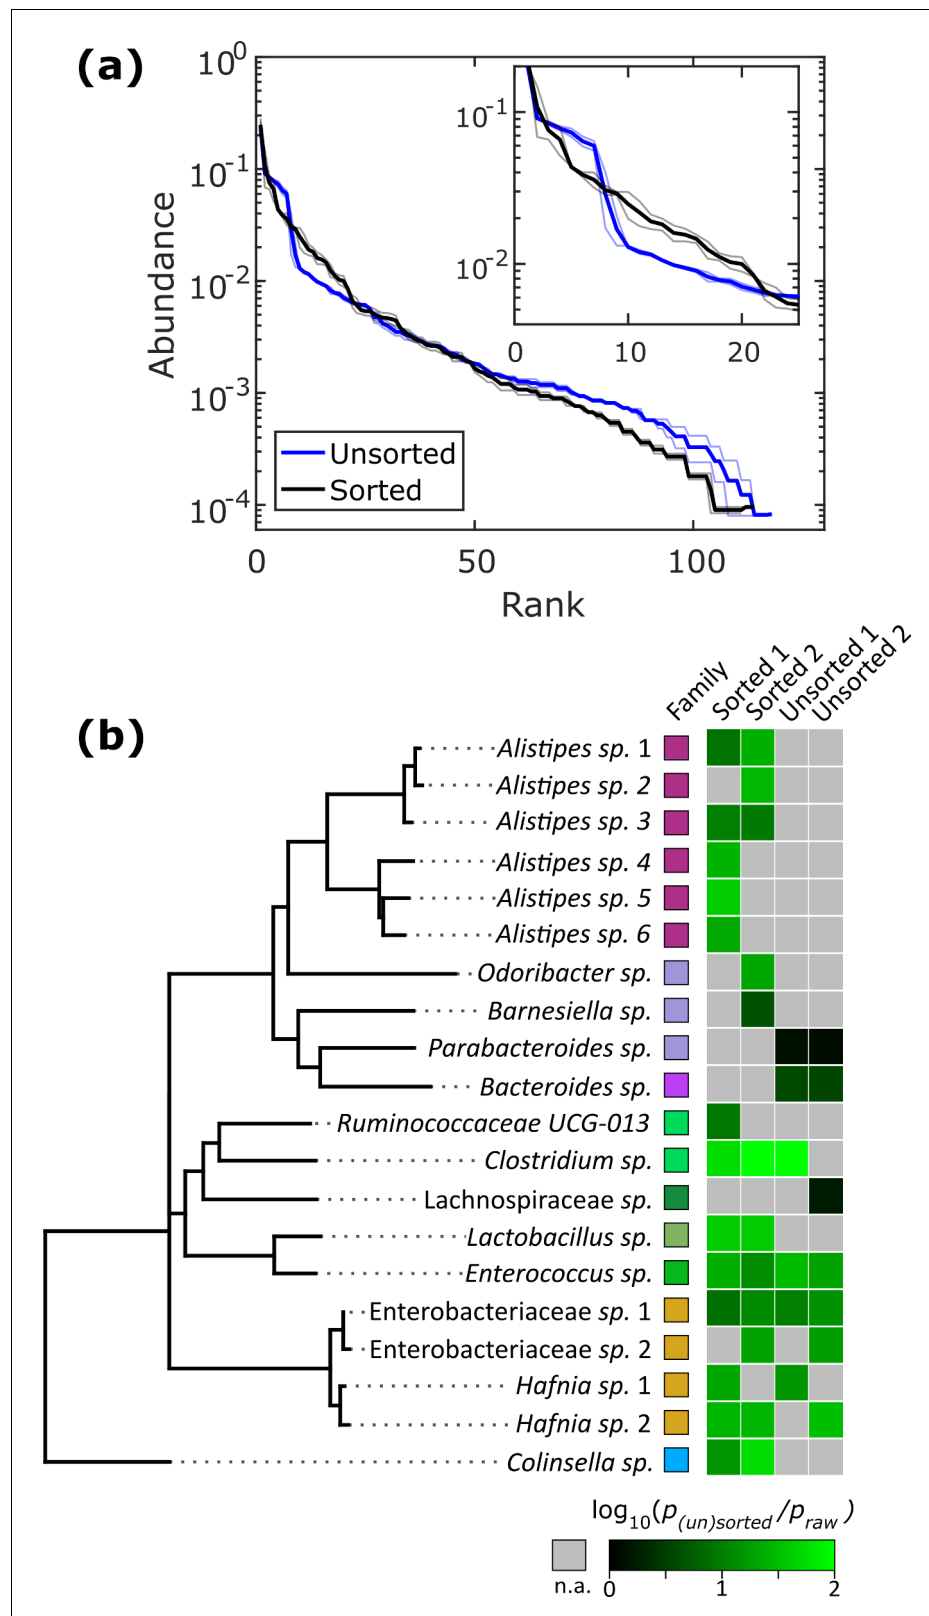 (a)
10^0
10^-1
10^-2
10^-3
10^-4
Abundance
0
50
100
Rank
Unsorted
Sorted
10^-1
10^-2
0
10
20
(b)
Family
Sorted 1
Sorted 2
Unsorted 1
Unsorted 2
Alistipes sp. 1
Alistipes sp. 2
Alistipes sp. 3
Alistipes sp. 4
Alistipes sp. 5
Alistipes sp. 6
Odoribacter sp.
Barnesiella sp.
Parabacteroides sp.
Bacteroides sp.
Ruminococcaceae UCG-013
Clostridium sp.
Lachnospiraceae sp.
Lactobacillus sp.
Enterococcus sp.
Enterobacteriaceae sp. 1
Enterobacteriaceae sp. 2
Hafnia sp. 1
Hafnia sp. 2
Colinsella sp.
log10(p(un)sorted/praw)
n.a.
0
1
2